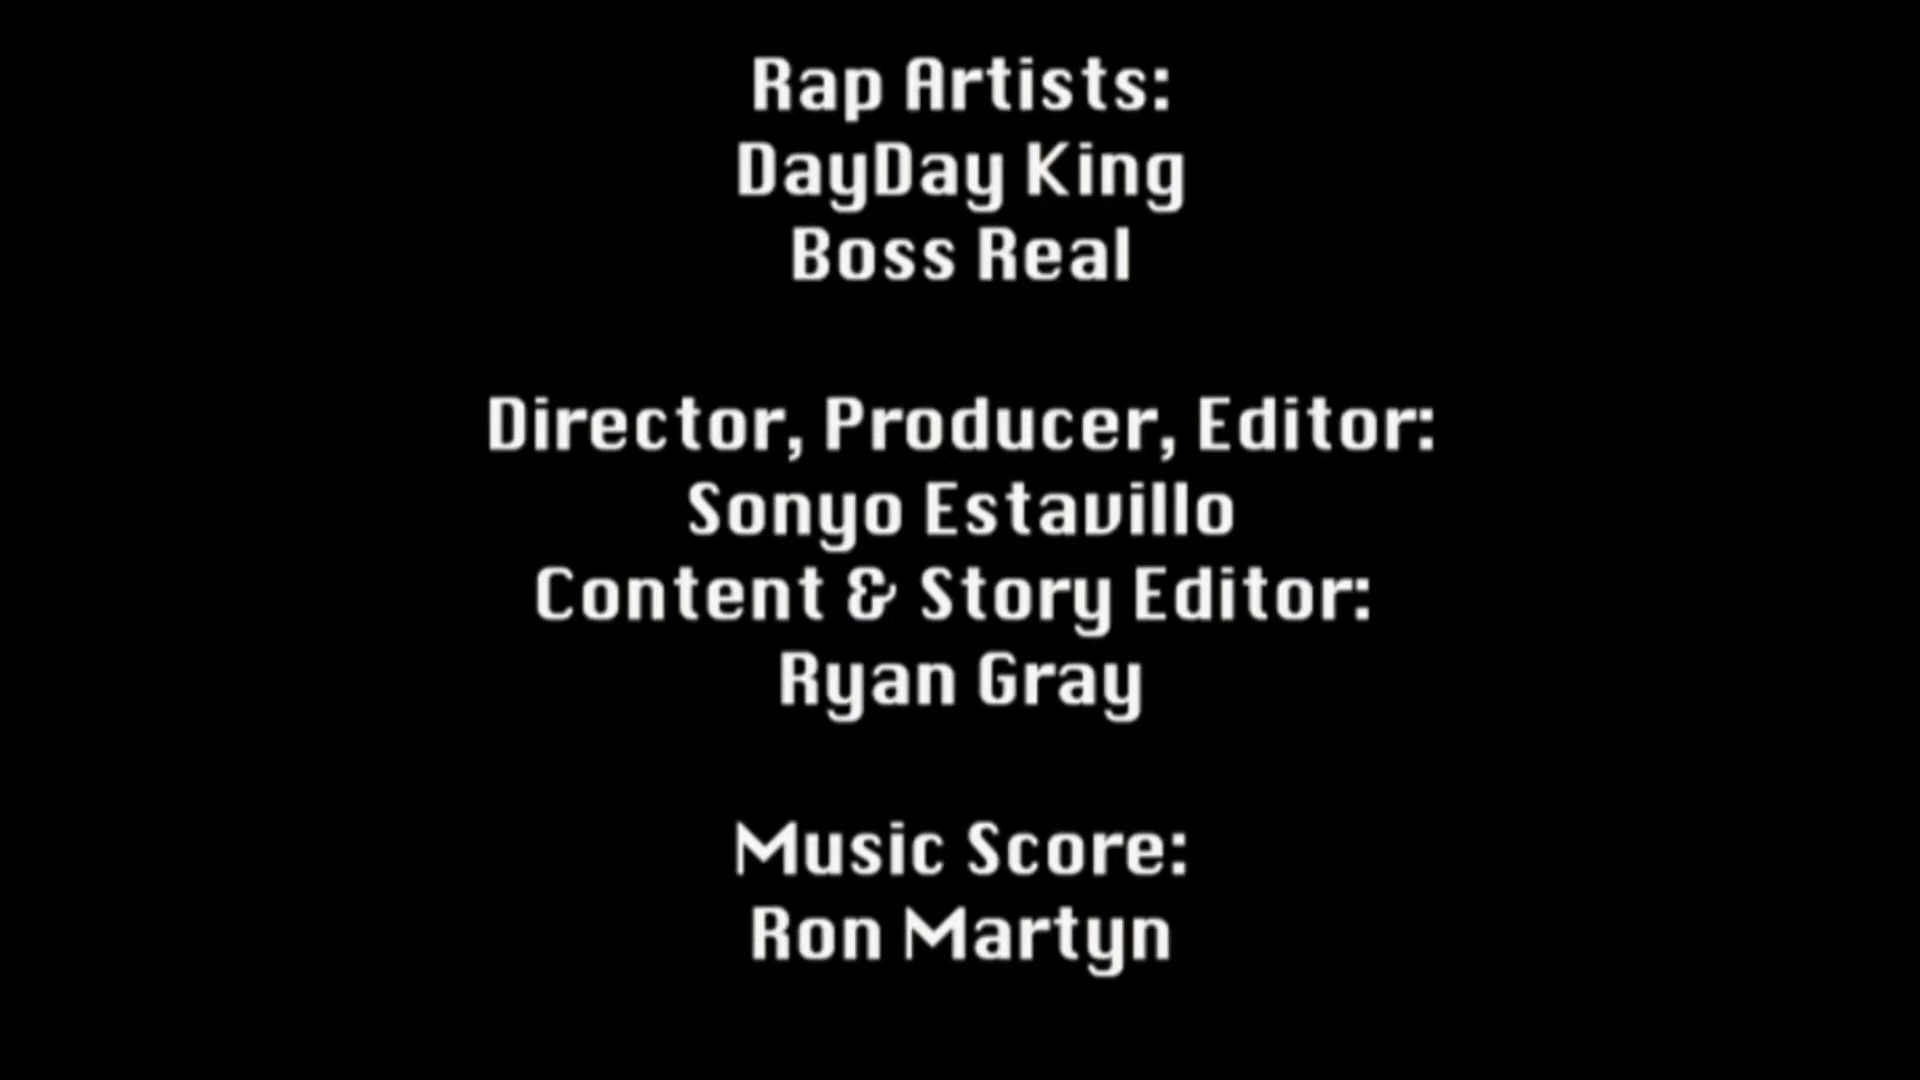 Rap Artists:
DayDay King
Boss Real
Director, Producer, Editor:
Sonyo Estavillo
Content & Story Editor:
Ryan Gray
Music Score:
Ron Martyn